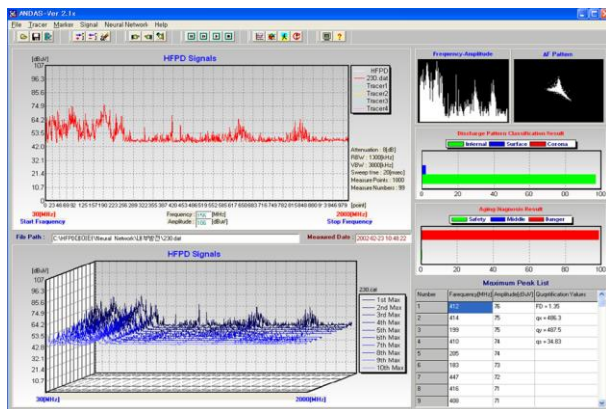 ANDAS-Ver 2.1v
File Tracer Marker Signal Neural Network Help
HFPD Signals
[dBuV]
107
96.3
85.6
74.9
64.2
53.5
42.8
32.1
21.4
10.7
HFPD
230.dat
Tracer1
Tracer2
Tracer3
Tracer4
Attenuation : 0[dB]
RBW : 1300[kHz]
VBW : 3000[kHz]
Sweep time : 20[msec]
Measure Points : 1000
Measure Numbers : 99
[point]
30[MHz]
Start Frequency
Frequency : [MHz]
Amplitude : [dBuV]
2000[MHz]
Stop Frequency
File Path :
Measured Date : 2002-02-23 10:48:22
HFPD Signals
[dBuV]
107
96.3
85.6
74.9
64.2
53.5
42.8
32.1
21.4
10.7
30[MHz]
2000[MHz]
230.dat
1st Max
2nd Max
3rd Max
4th Max
5th Max
6th Max
7th Max
8th Max
9th Max
10th Max
Frequency-Amplitude
AF Pattern
Discharge Pattern Classification Result
Internal Surface Corona
0 20 40 60 80 100
Aging Diagnosis Result
Safety Middle Danger
0 20 40 60 80 100
Maximum Peak List
Number Frequency[MHz] Amplitude[dBuV] Quantification Values
1 412 76 FD = 1.35
2 414 75 qx = 486.3
3 199 75 qy = 487.5
4 410 74 qs = 34.83
5 205 74
6 183 73
7 447 72
8 416 71
9 408 71